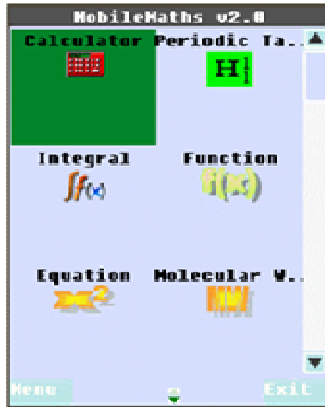 MobileMaths v2.0
Calculator Periodic Ta..
H
Integral Function
∫f(x) f(x)
Equation Molecular W..
Menu Exit